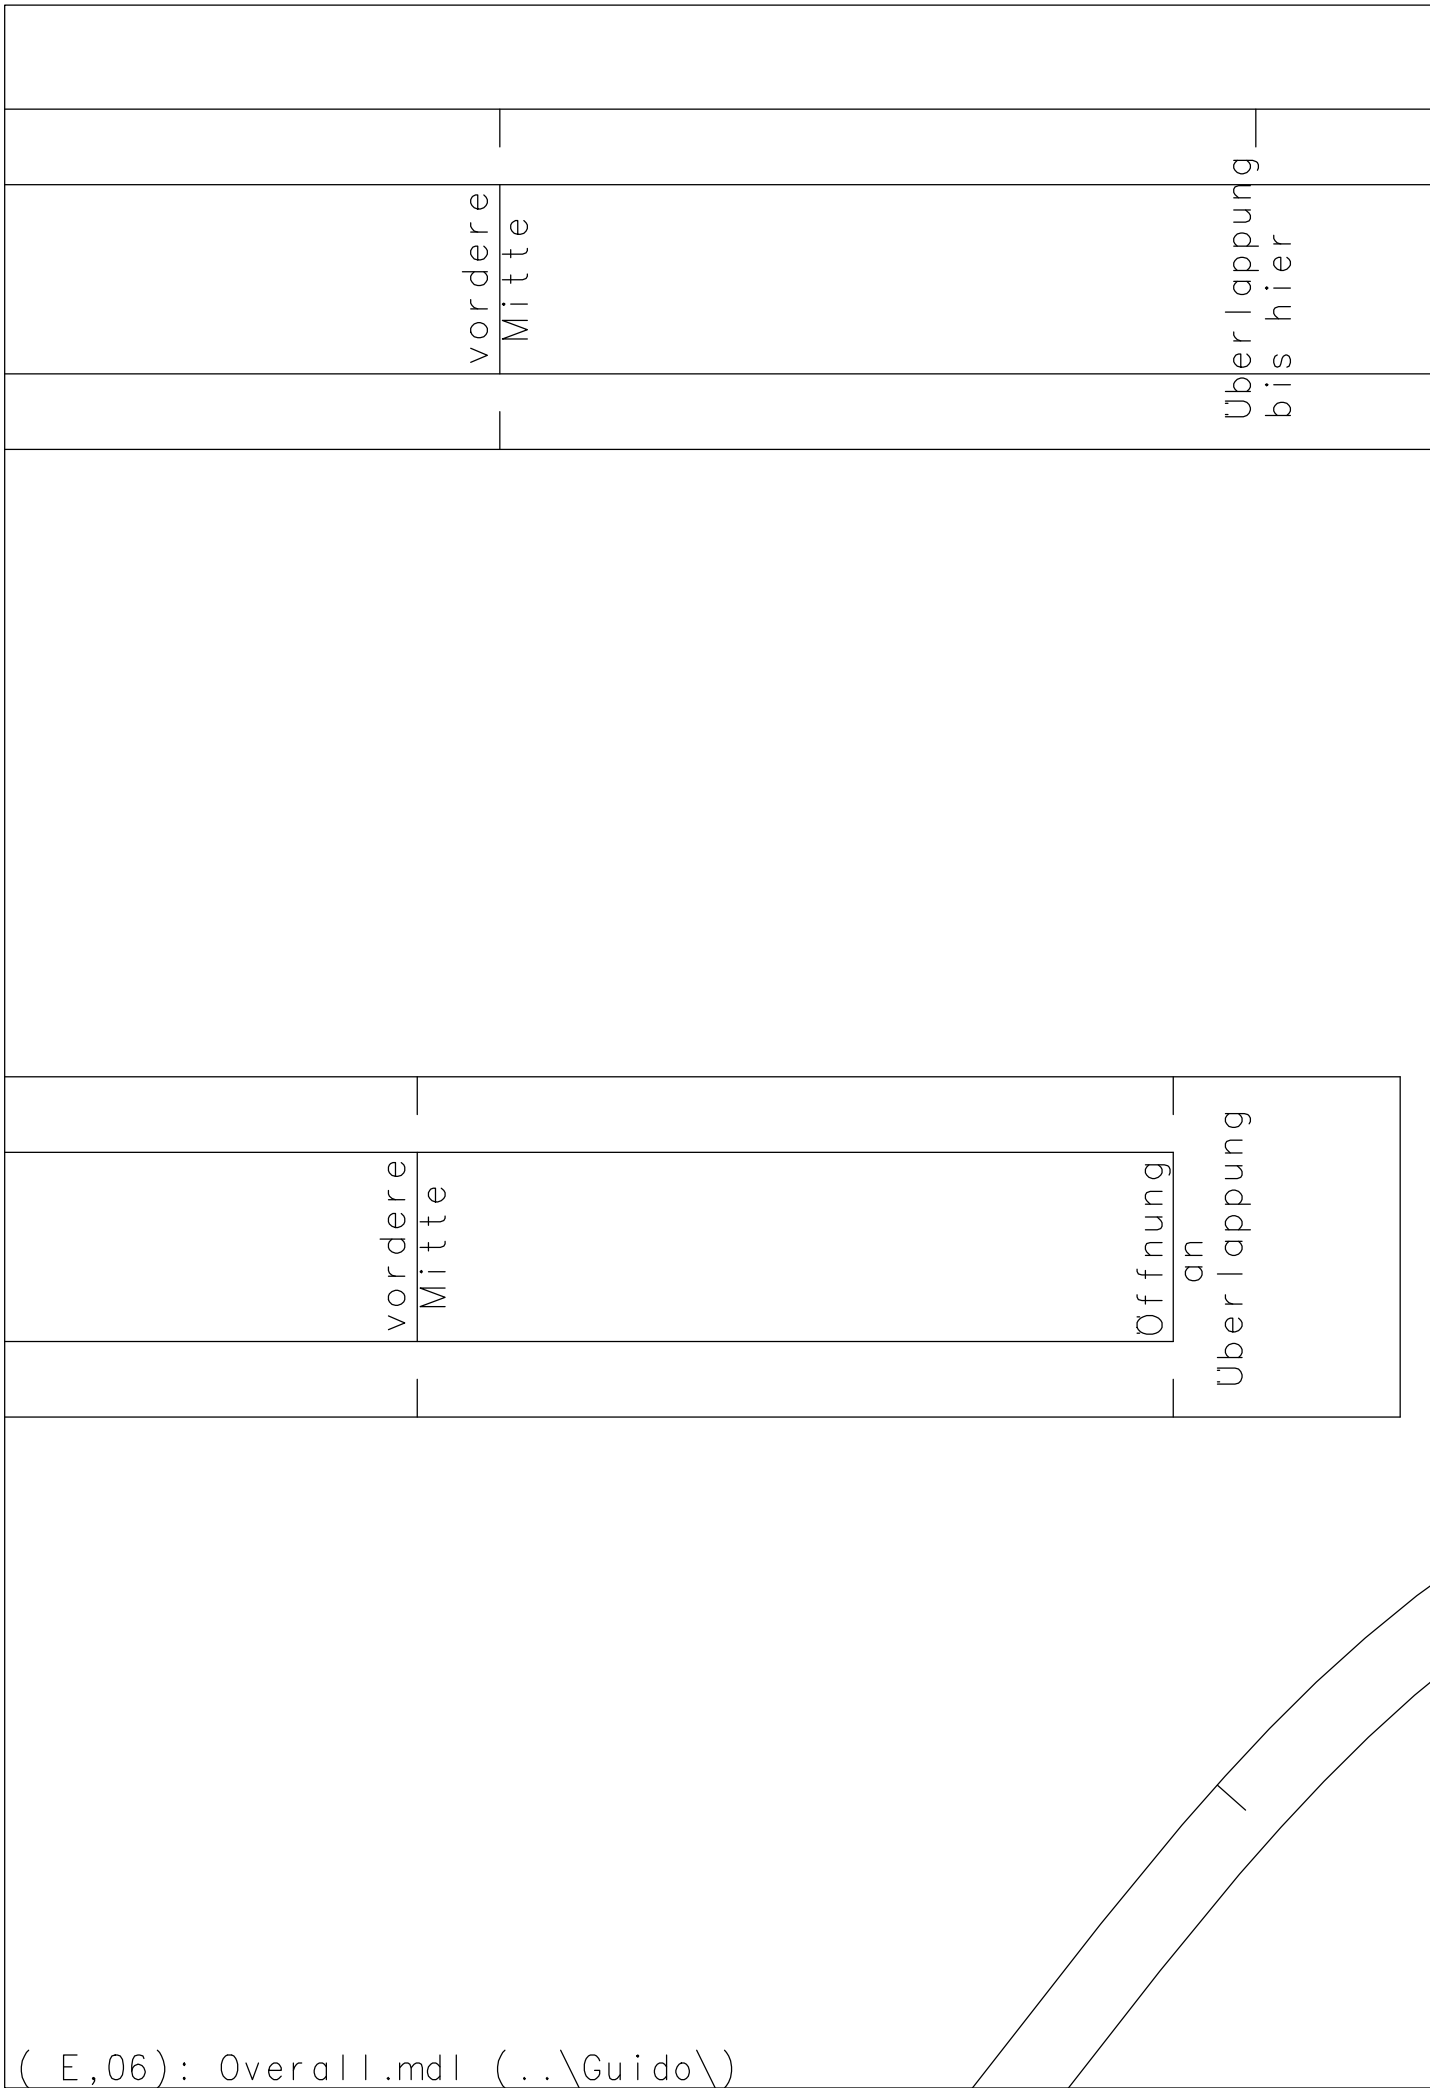 vordere
Mitte
Überlappung
bis hier
vordere
Mitte
Öffnung
an
Überlappung
( E,06): Overall.mdl (..\Guido\)